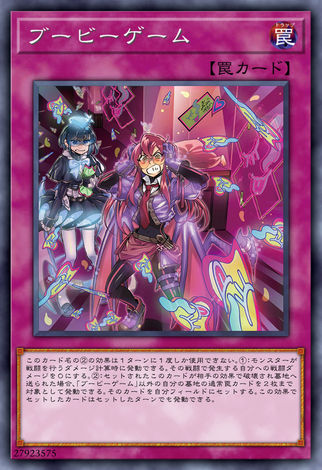 ブービーゲーム
トラップ
罠
【罠カード】
このカード名の②の効果は1ターンに1度しか使用できない。①:モンスターが
戦闘を行うダメージ計算時に発動できる。その戦闘で発生する自分への戦闘ダ
メージを0にする。②:セットされたこのカードが相手の効果で破壊され墓地へ
送られた場合、「ブービーゲーム」以外の自分の墓地の通常罠カードを2枚まで
対象として発動できる。そのカードを自分フィールドにセットする。この効果で
セットしたカードはセットしたターンでも発動できる。
27923575